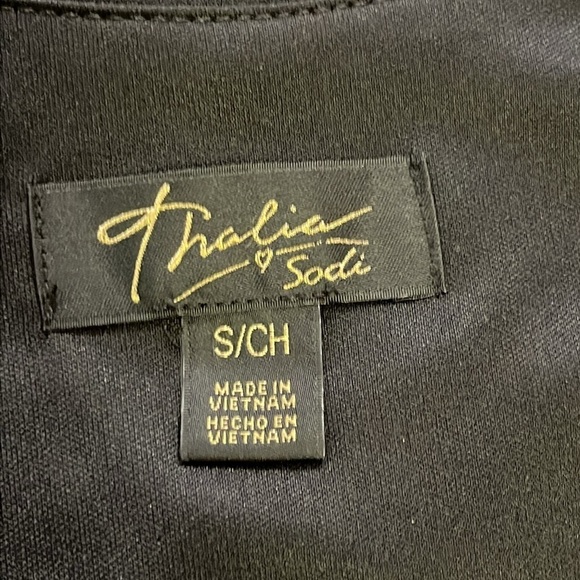 Thalia
Sodi
S/CH
MADE IN
VIETNAM
HECHO EN
VIETNAM